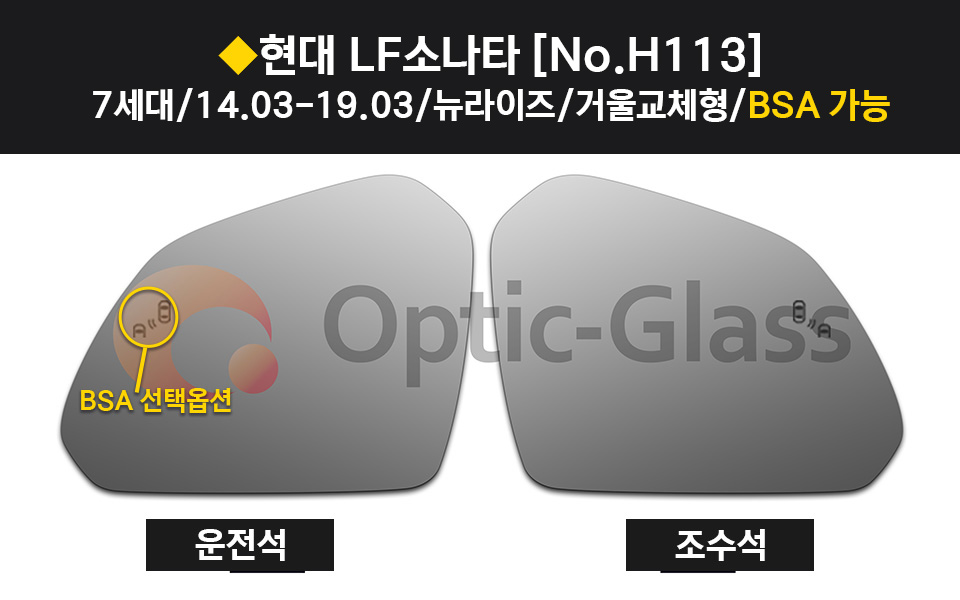 ◆현대 LF소나타 [No.H113]
7세대/14.03-19.03/뉴라이즈/거울교체형/BSA 가능
Optic-Glass
BSA 선택옵션
운전석
조수석